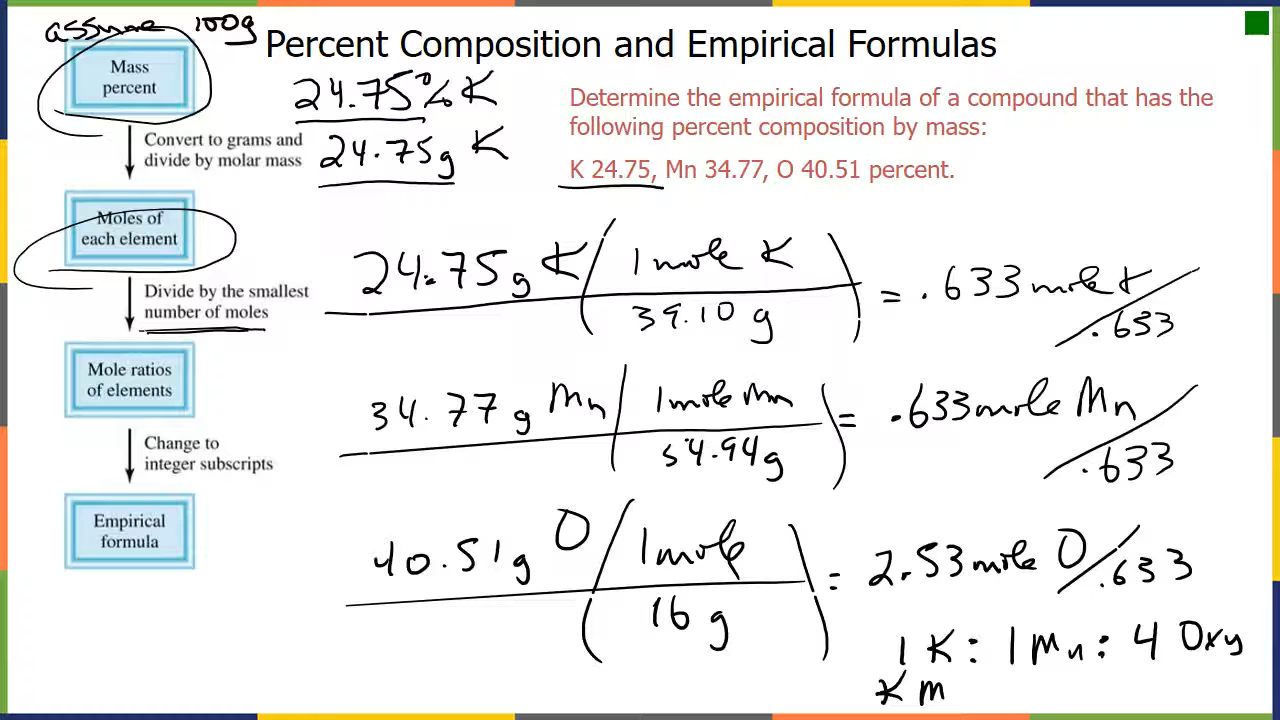 assume 100g
Percent Composition and Empirical Formulas
Mass
percent
Convert to grams and
divide by molar mass
Moles of
each element
Divide by the smallest
number of moles
Mole ratios
of elements
Change to
integer subscripts
Empirical
formula
24.75% K
24.75g K
Determine the empirical formula of a compound that has the
following percent composition by mass:
K 24.75, Mn 34.77, O 40.51 percent.
24.75g K ( 1 mole K / 39.10 g ) = .633 mole K / .633
34.77 g Mn ( 1 mole Mn / 54.94g ) = .633 mole Mn / .633
40.51g O ( 1 mole / 16 g ) = 2.53 mole O / .633
1 K : 1 Mn : 4 Oxy
K m